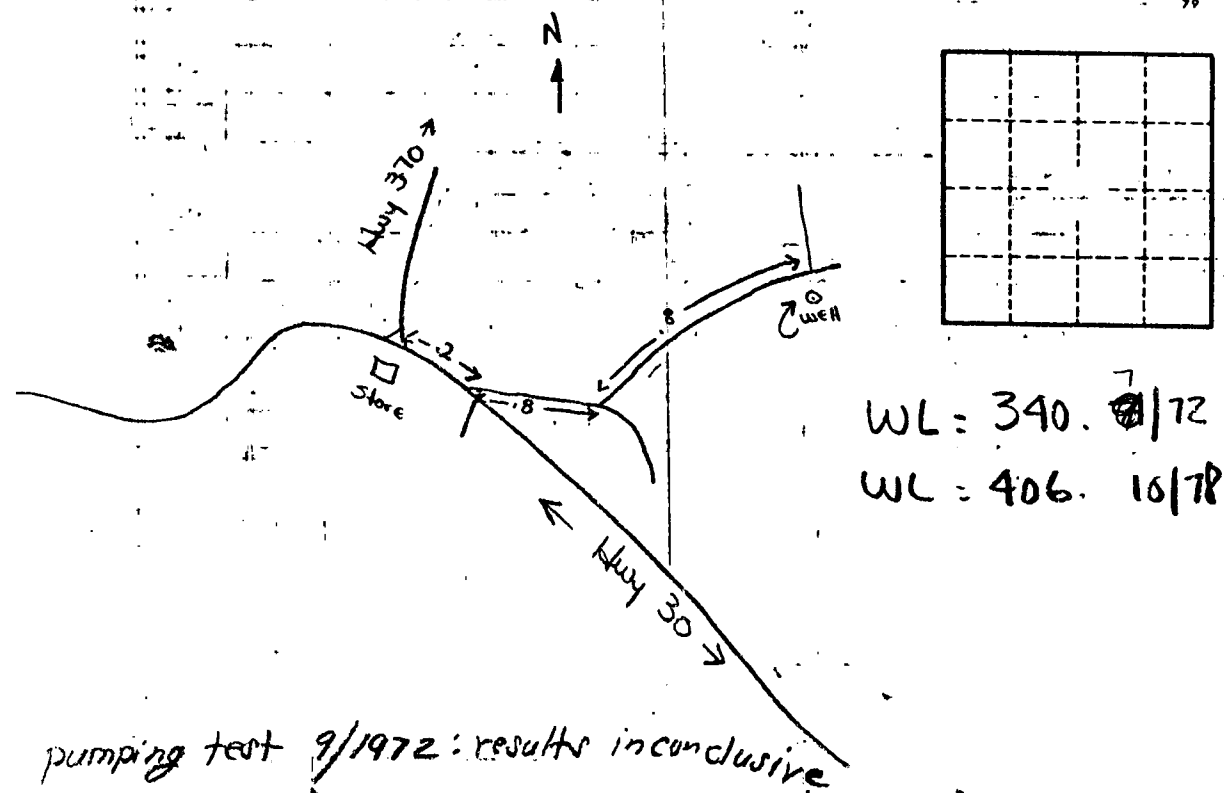 N
Hwy 370
.2
Store
.8
.8
Well
WL = 340. 7/72
WL = 406. 10/78
Hwy 30
pumping test 9/1972: results inconclusive